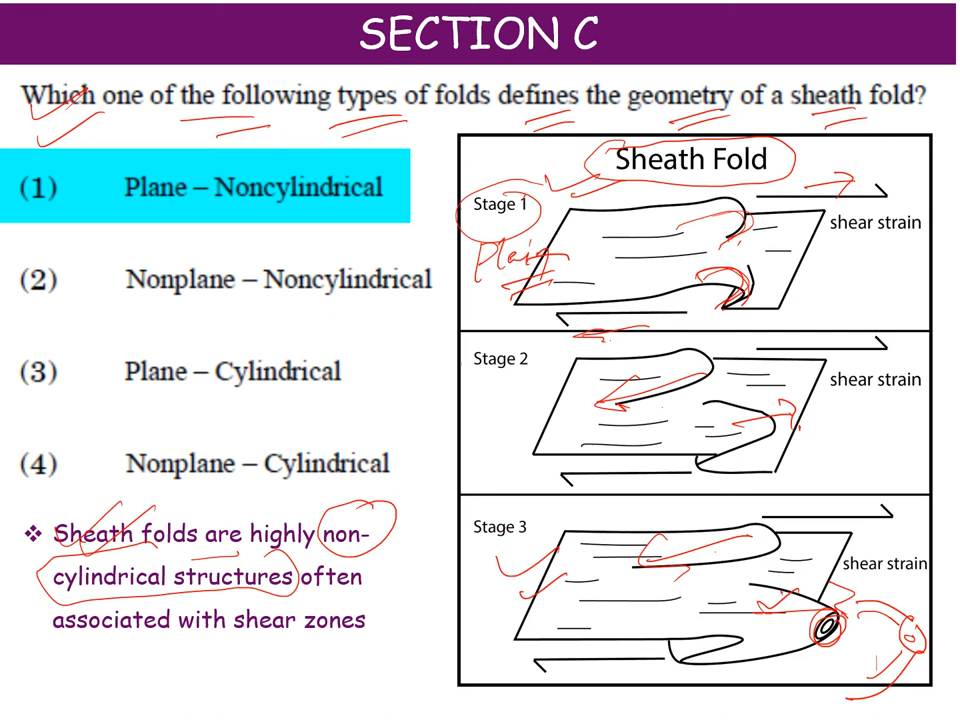 SECTION C
Which one of the following types of folds defines the geometry of a sheath fold?
(1) Plane – Noncylindrical
(2) Nonplane – Noncylindrical
(3) Plane – Cylindrical
(4) Nonplane – Cylindrical
❖ Sheath folds are highly non-
cylindrical structures often
associated with shear zones
Sheath Fold
Stage 1
shear strain
Stage 2
shear strain
Stage 3
shear strain